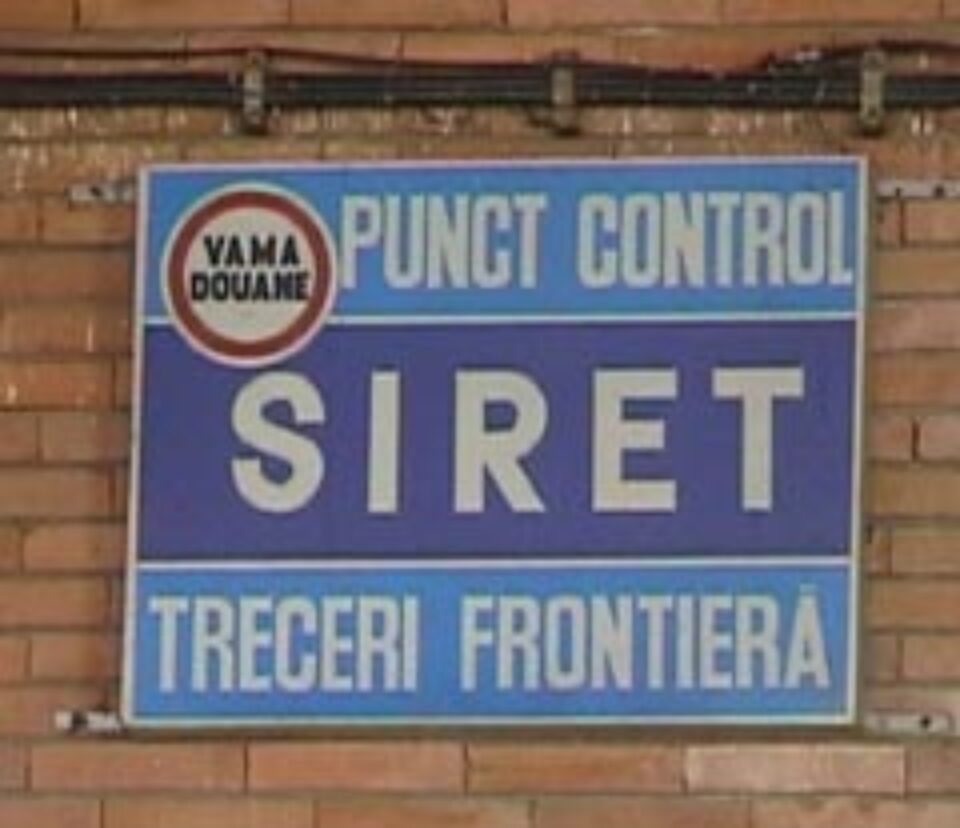 VAMA
DOUANE
PUNCT CONTROL
SIRET
TRECERI FRONTIERĂ